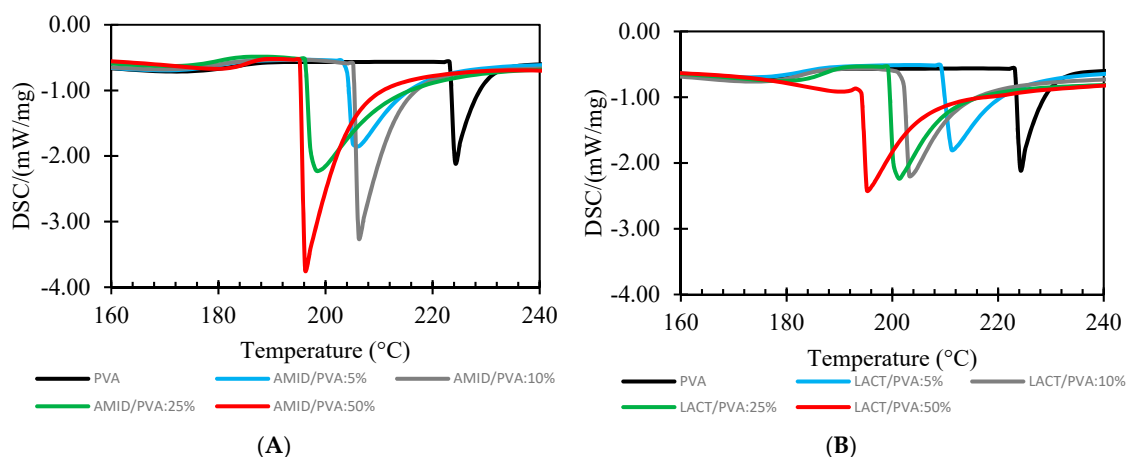 0.00
-1.00
-2.00
-3.00
-4.00
DSC/(mW/mg)
160 180 200 220 240
Temperature (°C)
PVA AMID/PVA:5% AMID/PVA:10%
AMID/PVA:25% AMID/PVA:50%
(A)
0.00
-1.00
-2.00
-3.00
-4.00
DSC/(mW/mg)
160 180 200 220 240
Temperature (°C)
PVA LACT/PVA:5% LACT/PVA:10%
LACT/PVA:25% LACT/PVA:50%
(B)